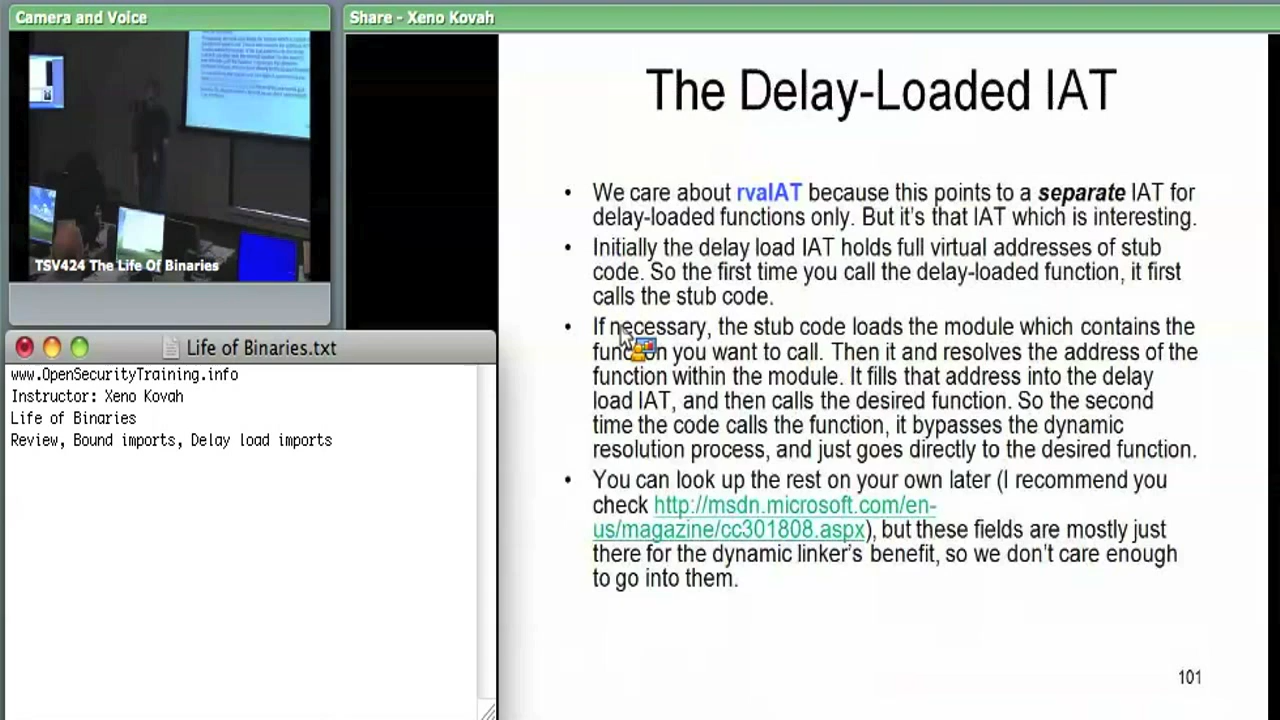 Camera and Voice
TSV424 The Life Of Binaries
Life of Binaries.txt
www.OpenSecurityTraining.info
Instructor: Xeno Kovah
Life of Binaries
Review, Bound imports, Delay load imports
Share - Xeno Kovah
The Delay-Loaded IAT
• We care about rvaIAT because this points to a separate IAT for
delay-loaded functions only. But it's that IAT which is interesting.
• Initially the delay load IAT holds full virtual addresses of stub
code. So the first time you call the delay-loaded function, it first
calls the stub code.
• If necessary, the stub code loads the module which contains the
function you want to call. Then it and resolves the address of the
function within the module. It fills that address into the delay
load IAT, and then calls the desired function. So the second
time the code calls the function, it bypasses the dynamic
resolution process, and just goes directly to the desired function.
• You can look up the rest on your own later (I recommend you
check http://msdn.microsoft.com/en-
us/magazine/cc301808.aspx), but these fields are mostly just
there for the dynamic linker's benefit, so we don't care enough
to go into them.
101